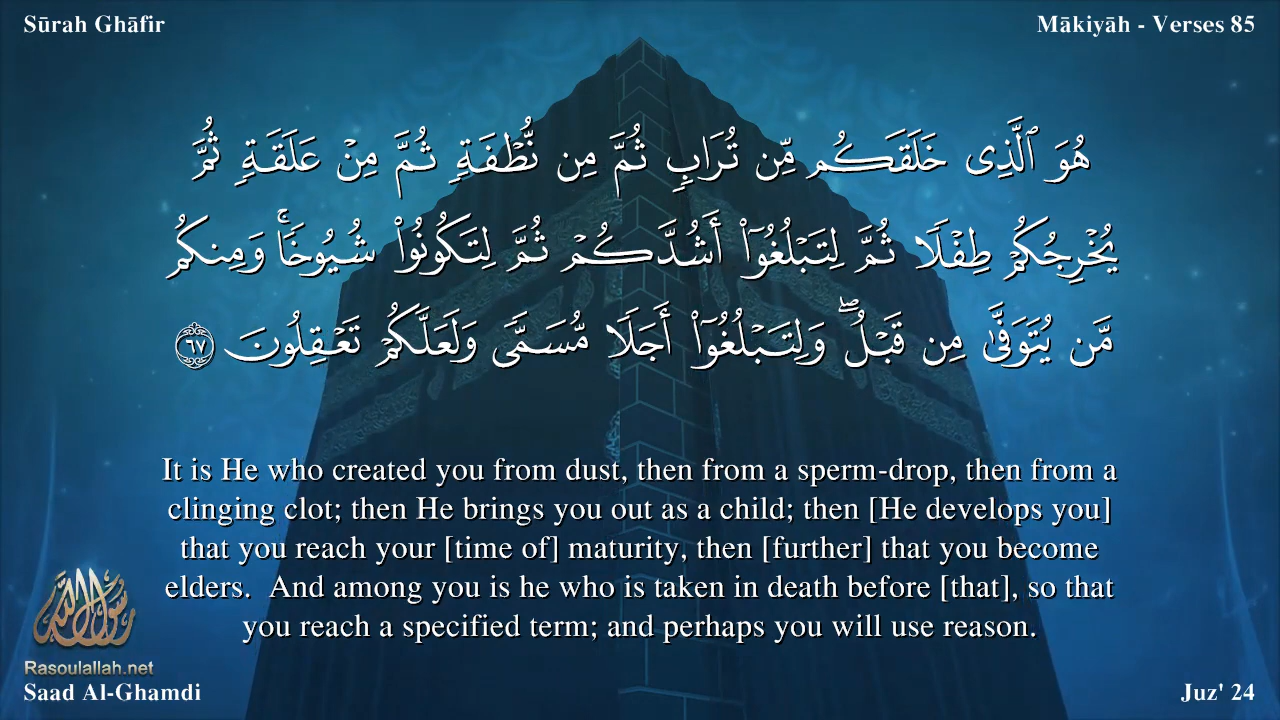 Sūrah Ghāfir
Mākiyāh - Verses 85
هُوَ ٱلَّذِى خَلَقَكُم مِّن تُرَابٍ ثُمَّ مِن نُّطْفَةٍ ثُمَّ مِنْ عَلَقَةٍ ثُمَّ
يُخْرِجُكُمْ طِفْلًا ثُمَّ لِتَبْلُغُوٓا۟ أَشُدَّكُمْ ثُمَّ لِتَكُونُوا۟ شُيُوخًا ۚ وَمِنكُم
مَّن يُتَوَفَّىٰ مِن قَبْلُ ۖ وَلِتَبْلُغُوٓا۟ أَجَلًا مُّسَمًّى وَلَعَلَّكُمْ تَعْقِلُونَ ٦٧
It is He who created you from dust, then from a sperm-drop, then from a
clinging clot; then He brings you out as a child; then [He develops you]
that you reach your [time of] maturity, then [further] that you become
elders.  And among you is he who is taken in death before [that], so that
you reach a specified term; and perhaps you will use reason.
رسول الله
Rasoulallah.net
Saad Al-Ghamdi
Juz' 24